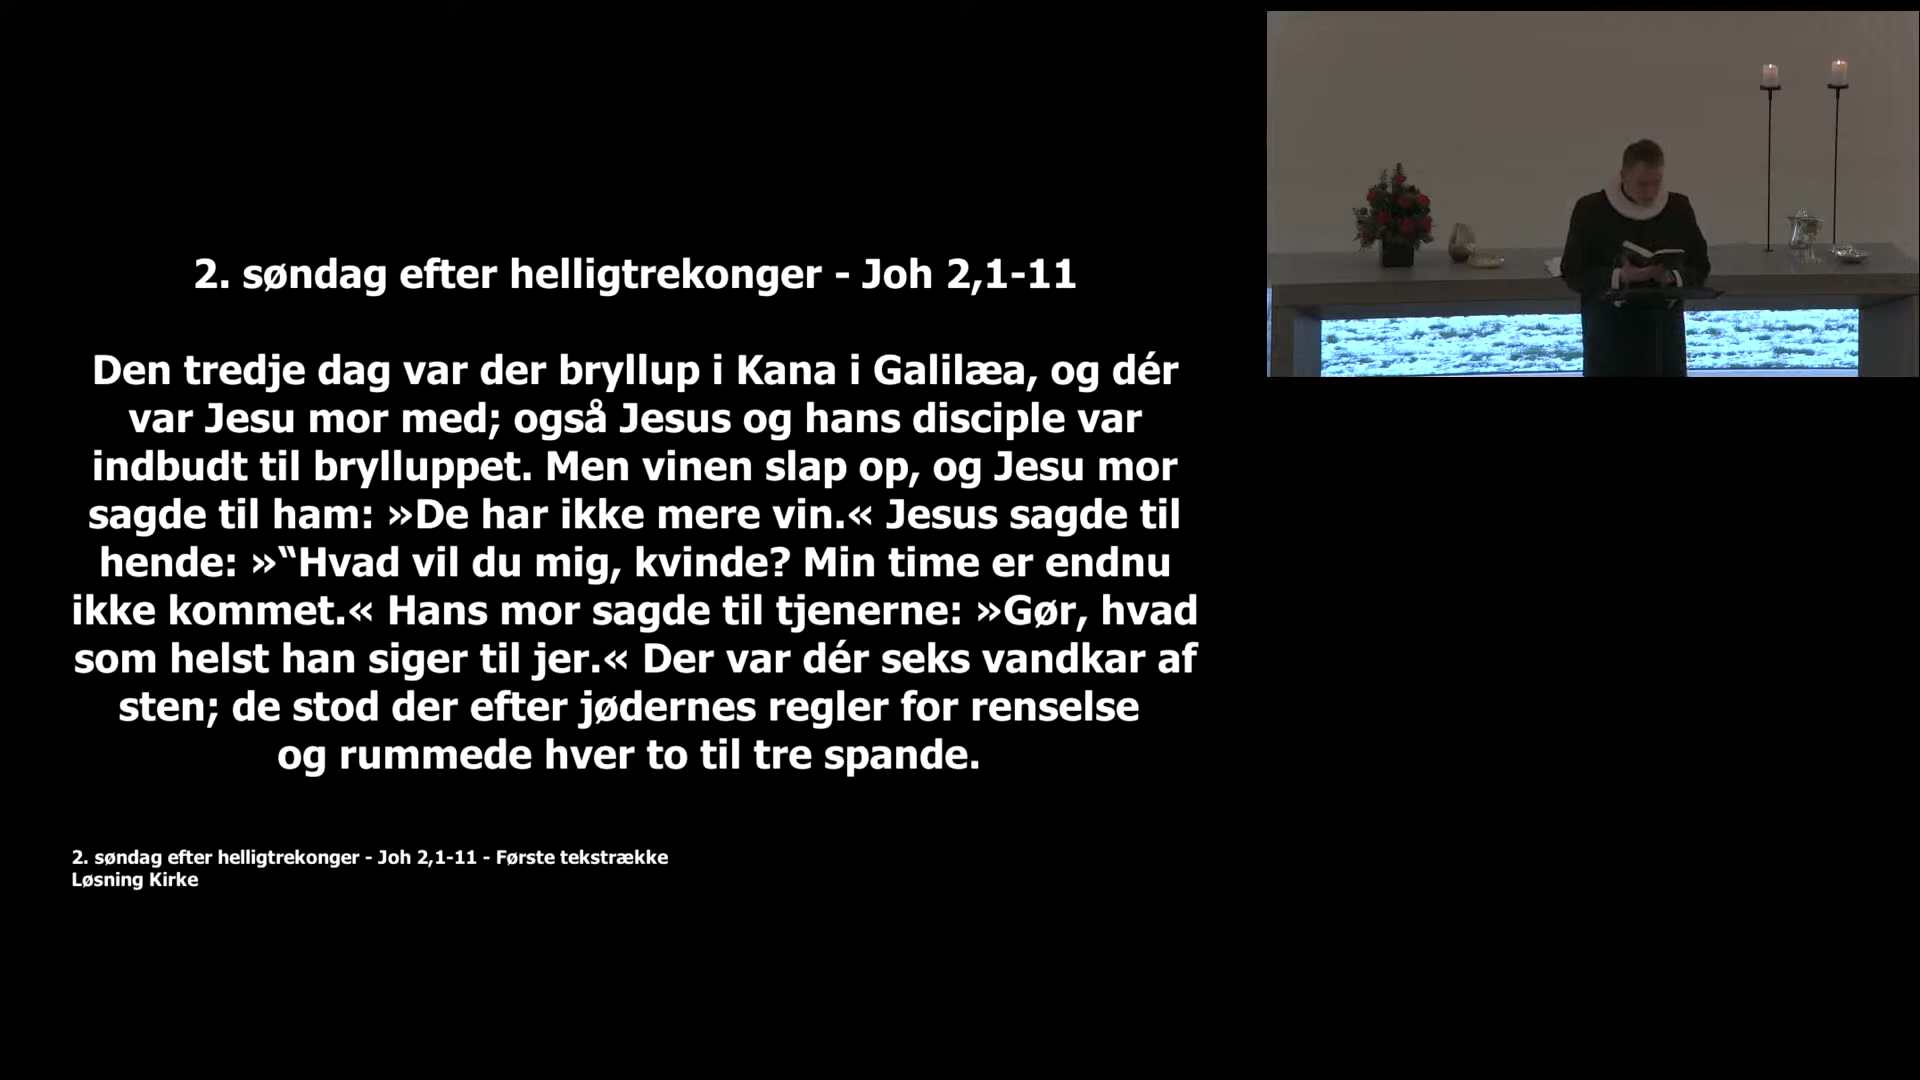 2. søndag efter helligtrekonger - Joh 2,1-11
Den tredje dag var der bryllup i Kana i Galilæa, og dér
var Jesu mor med; også Jesus og hans disciple var
indbudt til brylluppet. Men vinen slap op, og Jesu mor
sagde til ham: »De har ikke mere vin.« Jesus sagde til
hende: »“Hvad vil du mig, kvinde? Min time er endnu
ikke kommet.« Hans mor sagde til tjenerne: »Gør, hvad
som helst han siger til jer.« Der var dér seks vandkar af
sten; de stod der efter jødernes regler for renselse
og rummede hver to til tre spande.
2. søndag efter helligtrekonger - Joh 2,1-11 - Første tekstrække
Løsning Kirke